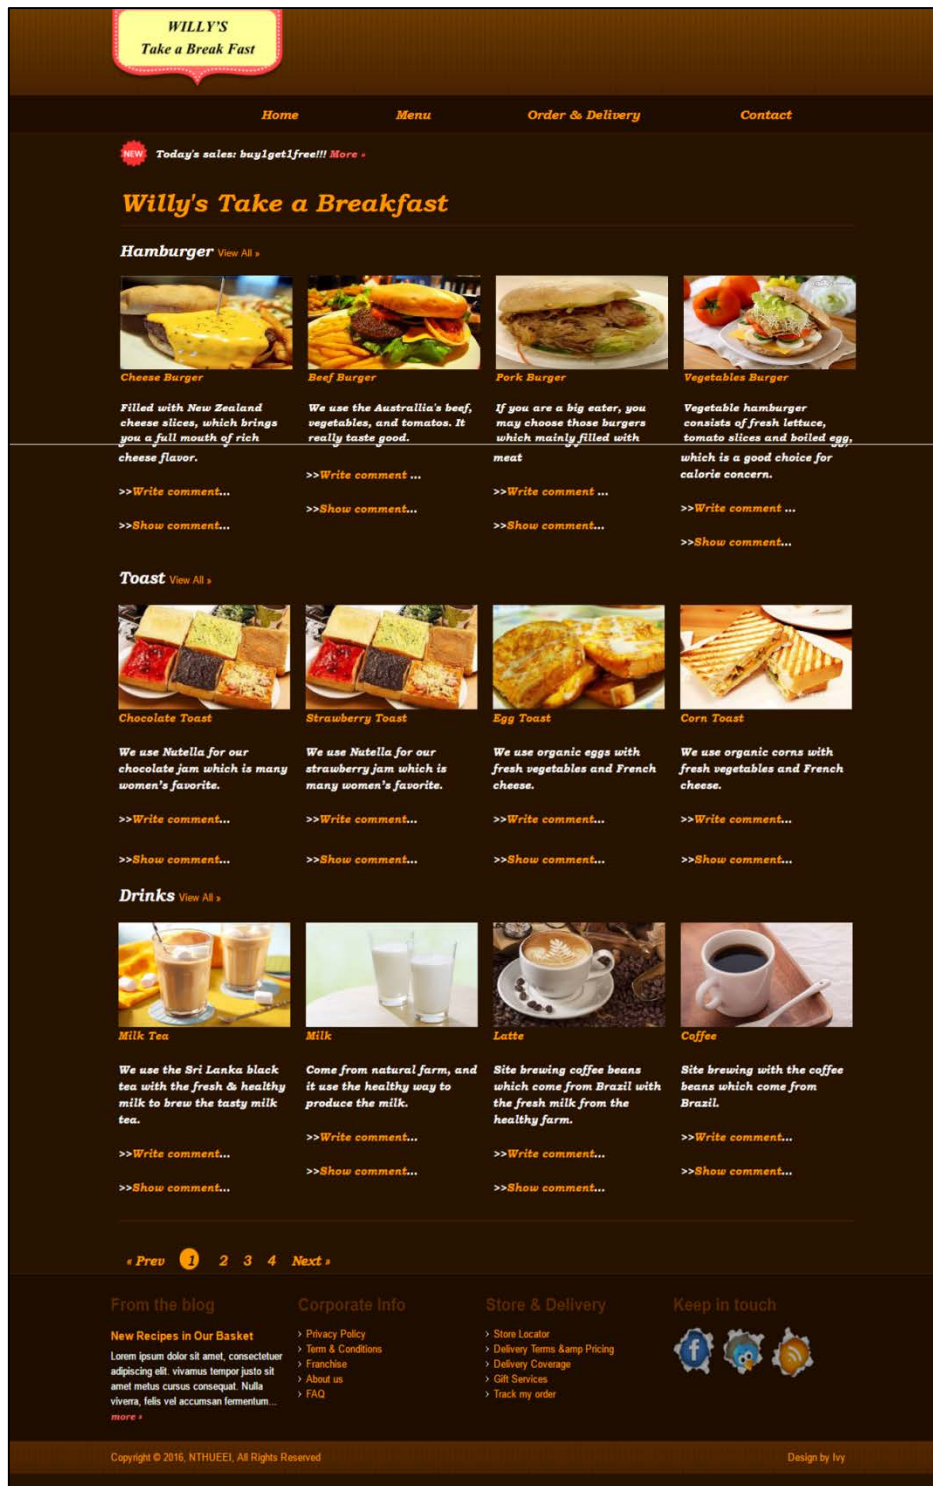 WILLY'S
Take a Break Fast
Home Menu Order & Delivery Contact
NEW Today's sales: buy1get1free!!! More »
Willy's Take a Breakfast
Hamburger View All »
Cheese Burger
Filled with New Zealand
cheese slices, which brings
you a full mouth of rich
cheese flavor.
>>Write comment...
>>Show comment...
Beef Burger
We use the Australlia's beef,
vegetables, and tomatos. It
really taste good.
>>Write comment ...
>>Show comment...
Pork Burger
If you are a big eater, you
may choose those burgers
which mainly filled with
meat
>>Write comment ...
>>Show comment...
Vegetables Burger
Vegetable hamburger
consists of fresh lettuce,
tomato slices and boiled egg,
which is a good choice for
calorie concern.
>>Write comment ...
>>Show comment...
Toast View All »
Chocolate Toast
We use Nutella for our
chocolate jam which is many
women's favorite.
>>Write comment...
>>Show comment...
Strawberry Toast
We use Nutella for our
strawberry jam which is
many women's favorite.
>>Write comment...
>>Show comment...
Egg Toast
We use organic eggs with
fresh vegetables and French
cheese.
>>Write comment...
>>Show comment...
Corn Toast
We use organic corns with
fresh vegetables and French
cheese.
>>Write comment...
>>Show comment...
Drinks View All »
Milk Tea
We use the Sri Lanka black
tea with the fresh & healthy
milk to brew the tasty milk
tea.
>>Write comment...
>>Show comment...
Milk
Come from natural farm, and
it use the healthy way to
produce the milk.
>>Write comment...
>>Show comment...
Latte
Site brewing coffee beans
which come from Brazil with
the fresh milk from the
healthy farm.
>>Write comment...
>>Show comment...
Coffee
Site brewing with the coffee
beans which come from
Brazil.
>>Write comment...
>>Show comment...
« Prev 1 2 3 4 Next »
From the blog
New Recipes in Our Basket
Lorem ipsum dolor sit amet, consectetuer
adipiscing elit. vivamus tempor justo sit
amet metus cursus consequat. Nulla
viverra, felis vel accumsan fermentum...
more »
Corporate Info
› Privacy Policy
› Term & Conditions
› Franchise
› About us
› FAQ
Store & Delivery
› Store Locator
› Delivery Terms &amp Pricing
› Delivery Coverage
› Gift Services
› Track my order
Keep in touch
Copyright © 2016, NTHUEEI, All Rights Reserved
Design by Ivy